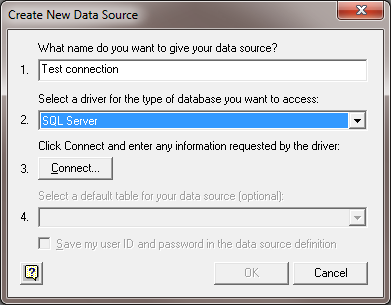 Create New Data Source
What name do you want to give your data source?
1. Test connection
Select a driver for the type of database you want to access:
2. SQL Server
Click Connect and enter any information requested by the driver:
3. Connect...
Select a default table for your data source (optional):
4.
Save my user ID and password in the data source definition
? OK Cancel